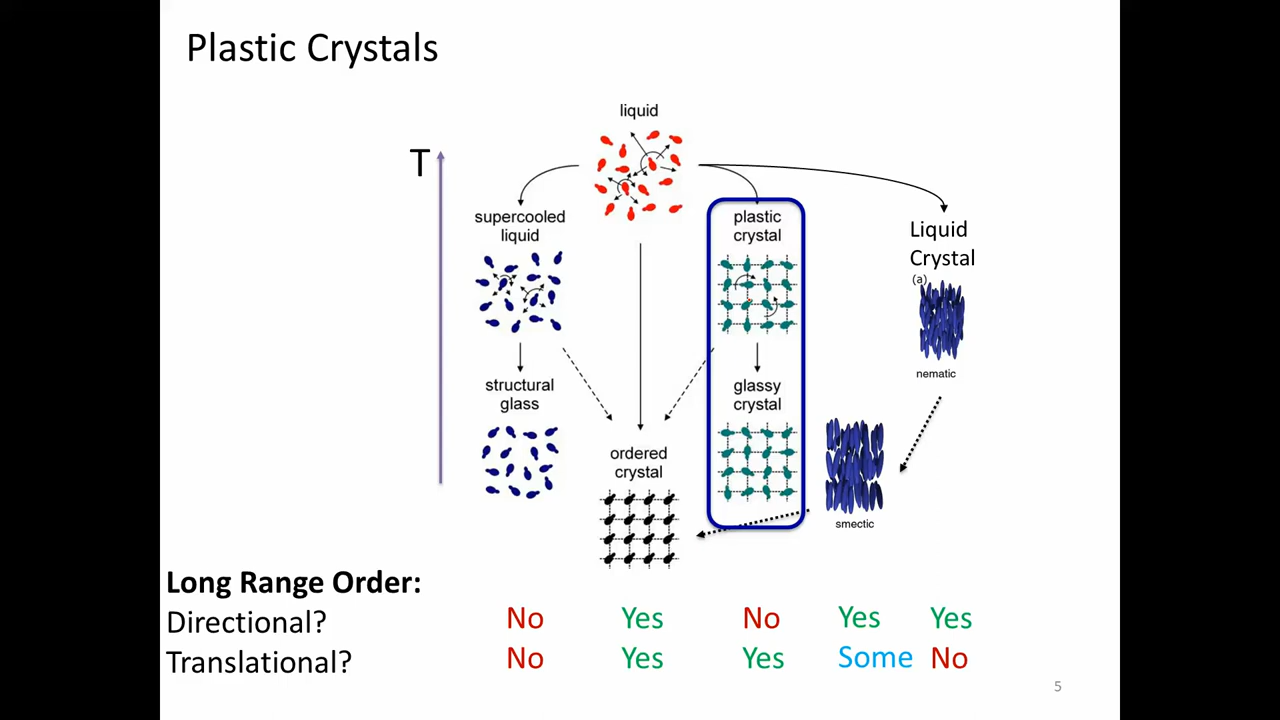 Plastic Crystals
liquid
T
supercooled
liquid
plastic
crystal
Liquid
Crystal
(a)
nematic
structural
glass
glassy
crystal
ordered
crystal
smectic
Long Range Order:
Directional? No Yes No Yes Yes
Translational? No Yes Yes Some No
5